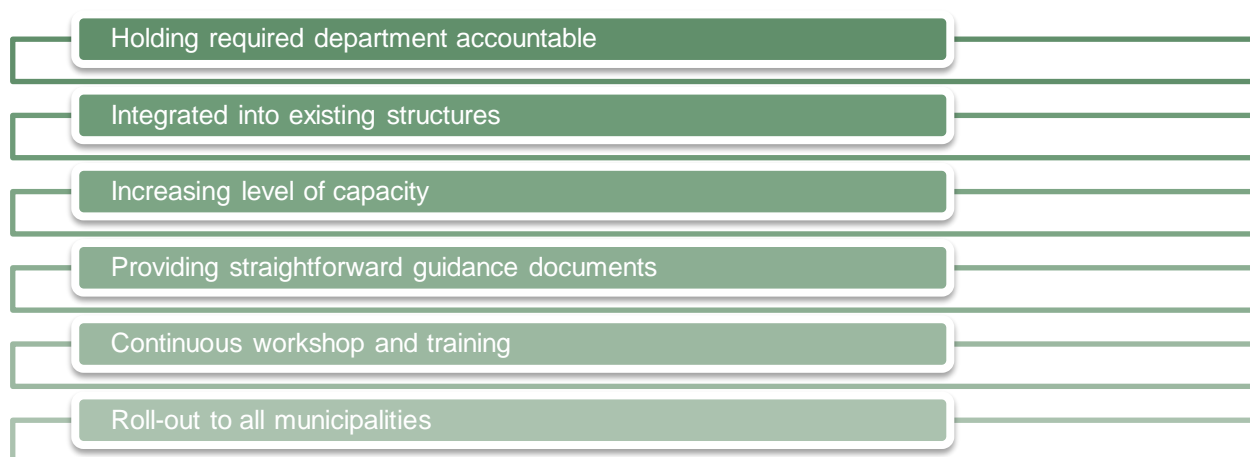 Holding required department accountable
Integrated into existing structures
Increasing level of capacity
Providing straightforward guidance documents
Continuous workshop and training
Roll-out to all municipalities